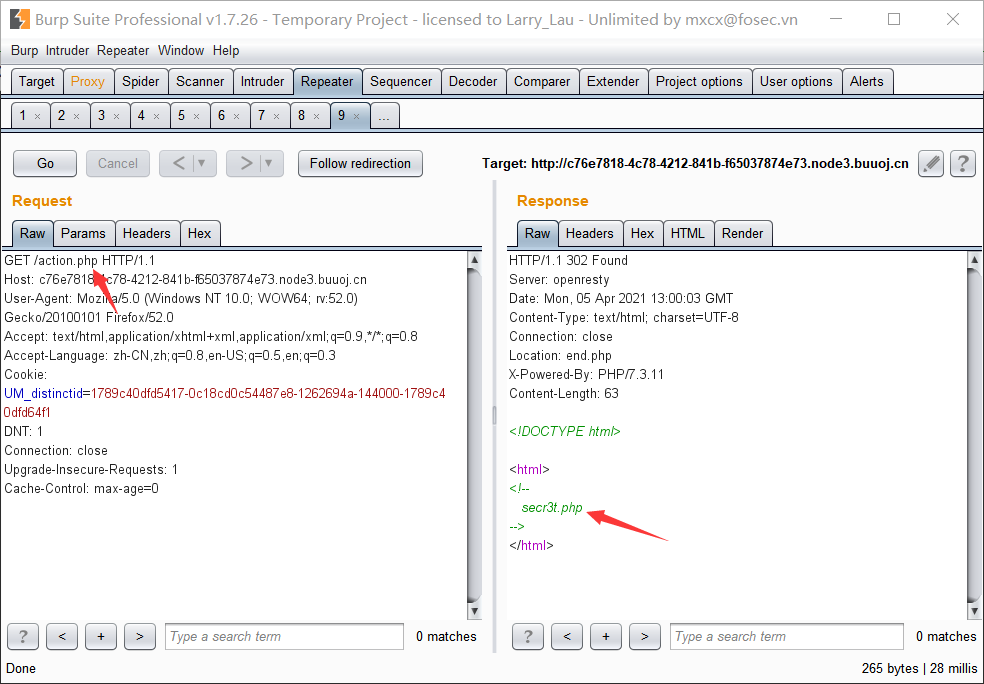 Burp Suite Professional v1.7.26 - Temporary Project - licensed to Larry_Lau - Unlimited by mxcx@fosec.vn
Burp Intruder Repeater Window Help
Target Proxy Spider Scanner Intruder Repeater Sequencer Decoder Comparer Extender Project options User options Alerts
1 × 2 × 3 × 4 × 5 × 6 × 7 × 8 × 9 × ...
Go Cancel < ▼ > ▼ Follow redirection Target: http://c76e7818-4c78-4212-841b-f65037874e73.node3.buuoj.cn ?
Request
Raw Params Headers Hex
GET /action.php HTTP/1.1
Host: c76e7818-4c78-4212-841b-f65037874e73.node3.buuoj.cn
User-Agent: Mozilla/5.0 (Windows NT 10.0; WOW64; rv:52.0)
Gecko/20100101 Firefox/52.0
Accept: text/html,application/xhtml+xml,application/xml;q=0.9,*/*;q=0.8
Accept-Language: zh-CN,zh;q=0.8,en-US;q=0.5,en;q=0.3
Cookie:
UM_distinctid=1789c40dfd5417-0c18cd0c54487e8-1262694a-144000-1789c4
0dfd64f1
DNT: 1
Connection: close
Upgrade-Insecure-Requests: 1
Cache-Control: max-age=0
? < + > Type a search term 0 matches
Response
Raw Headers Hex HTML Render
HTTP/1.1 302 Found
Server: openresty
Date: Mon, 05 Apr 2021 13:00:03 GMT
Content-Type: text/html; charset=UTF-8
Connection: close
Location: end.php
X-Powered-By: PHP/7.3.11
Content-Length: 63
<!DOCTYPE html>
<html>
<!--
secr3t.php
-->
</html>
? < + > Type a search term 0 matches
Done 265 bytes | 28 millis